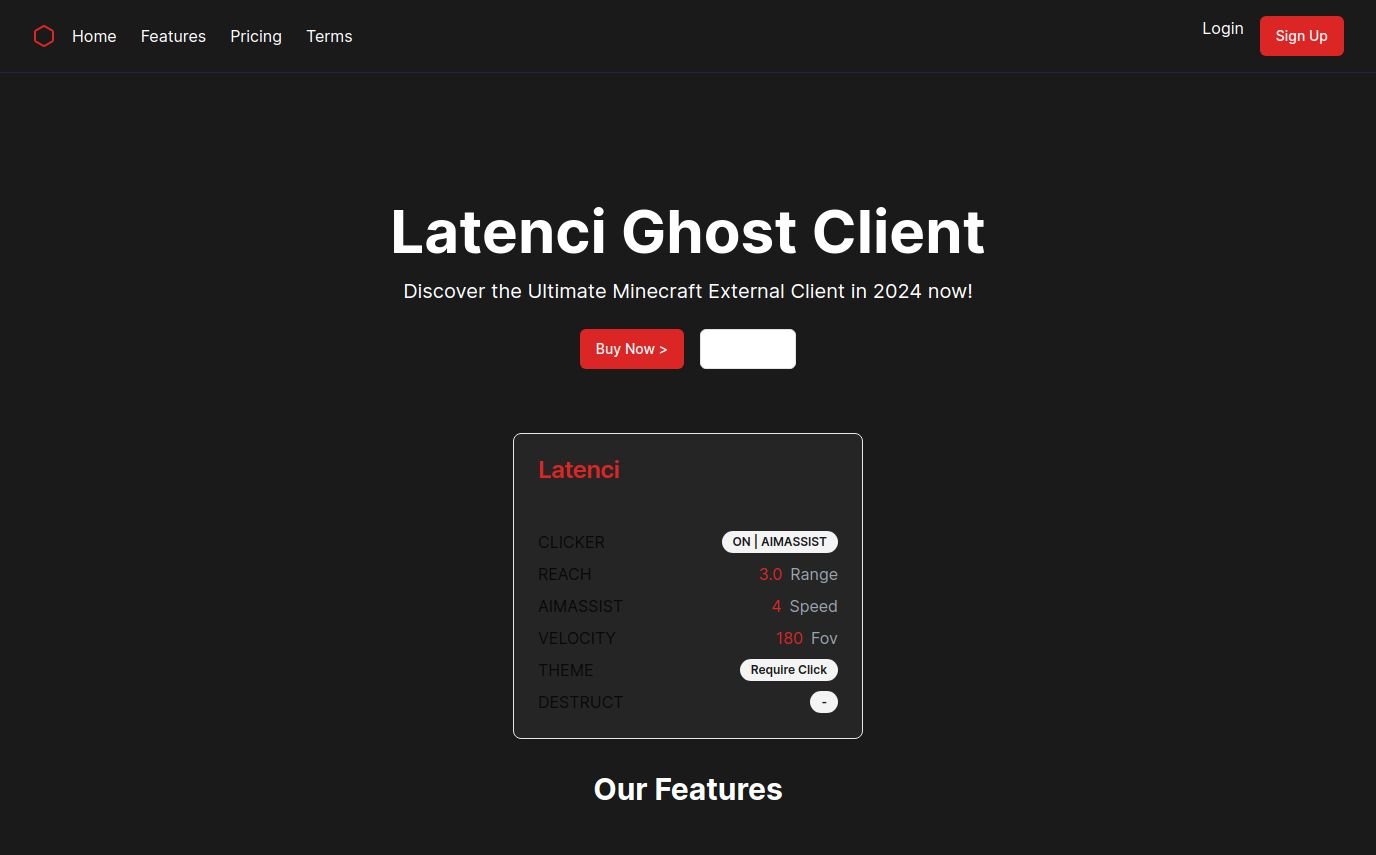 Home Features Pricing Terms Login Sign Up
Latenci Ghost Client
Discover the Ultimate Minecraft External Client in 2024 now!
Buy Now >
Latenci
CLICKER ON | AIMASSIST
REACH 3.0 Range
AIMASSIST 4 Speed
VELOCITY 180 Fov
THEME Require Click
DESTRUCT -
Our Features